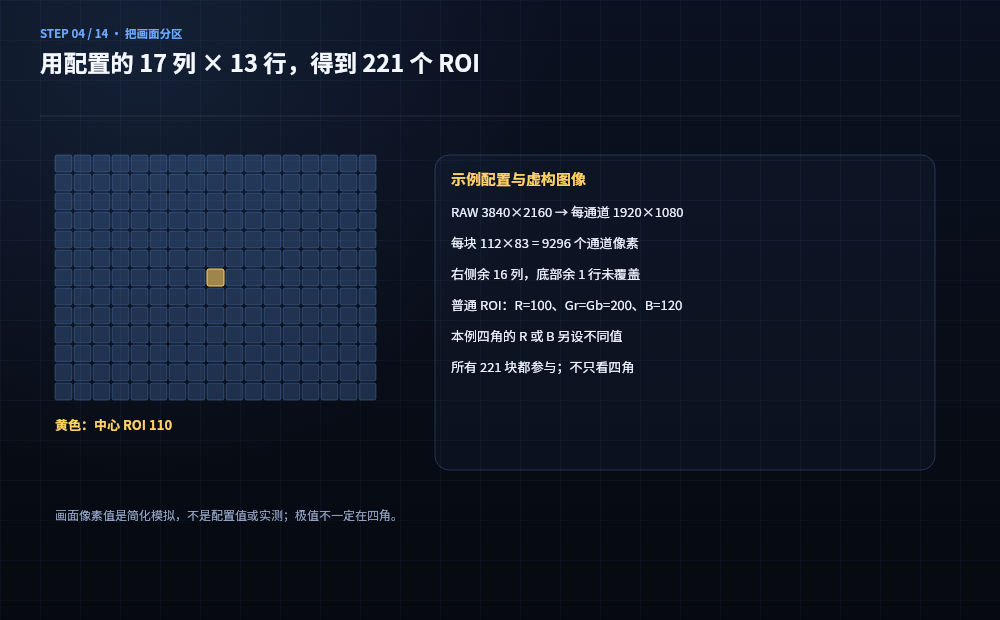 STEP 04 / 14 · 把画面分区
用配置的 17 列 × 13 行，得到 221 个 ROI
示例配置与虚构图像
RAW 3840×2160 → 每通道 1920×1080
每块 112×83 = 9296 个通道像素
右侧余 16 列，底部余 1 行未覆盖
普通 ROI：R=100、Gr=Gb=200、B=120
本例四角的 R 或 B 另设不同值
所有 221 块都参与；不只看四角
黄色：中心 ROI 110
画面像素值是简化模拟，不是配置值或实测；极值不一定在四角。